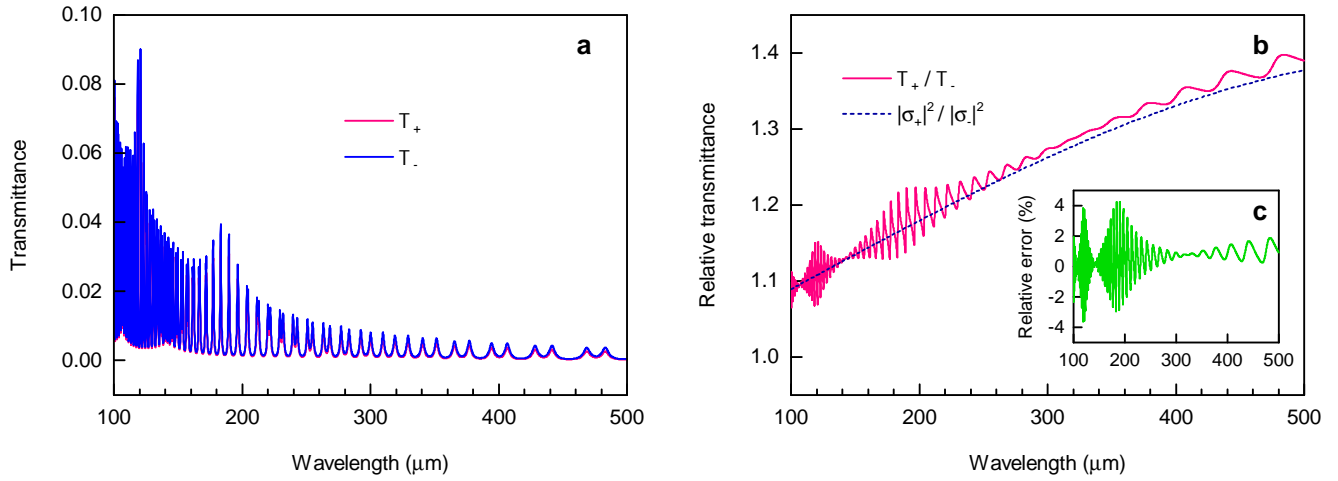 a
T+
T-
Transmittance
0.10
0.08
0.06
0.04
0.02
0.00
100 200 300 400 500
Wavelength (μm)
b
T+ / T-
|σ+|² / |σ-|²
Relative transmittance
1.4
1.3
1.2
1.1
1.0
100 200 300 400 500
Wavelength (μm)
c
Relative error (%)
4
2
0
-2
-4
100 200 300 400 500